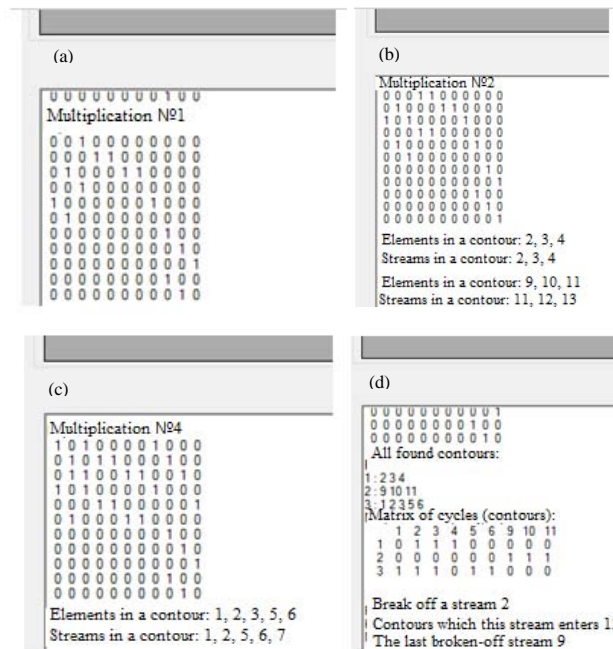 (a)
0 0 0 0 0 0 0 0 1 0 0
Multiplication №1
0 0 1 0 0 0 0 0 0 0 0
0 0 0 1 1 0 0 0 0 0 0
0 1 0 0 0 1 1 0 0 0 0
0 0 1 0 0 0 0 0 0 0 0
1 0 0 0 0 0 0 1 0 0 0
0 1 0 0 0 0 0 0 0 0 0
0 0 0 0 0 0 0 0 1 0 0
0 0 0 0 0 0 0 0 0 1 0
0 0 0 0 0 0 0 0 0 0 1
0 0 0 0 0 0 0 0 1 0 0
0 0 0 0 0 0 0 0 0 1 0
(b)
Multiplication №2
0 0 0 1 1 0 0 0 0 0 0
0 1 0 0 0 1 1 0 0 0 0
1 0 1 0 0 0 0 1 0 0 0
0 0 0 1 1 0 0 0 0 0 0
0 1 0 0 0 0 0 0 1 0 0
0 0 1 0 0 0 0 0 0 0 0
0 0 0 0 0 0 0 0 0 1 0
0 0 0 0 0 0 0 0 0 0 1
0 0 0 0 0 0 0 0 1 0 0
0 0 0 0 0 0 0 0 0 1 0
0 0 0 0 0 0 0 0 0 0 1
Elements in a contour: 2, 3, 4
Streams in a contour: 2, 3, 4
Elements in a contour: 9, 10, 11
Streams in a contour: 11, 12, 13
(c)
Multiplication №4
1 0 1 0 0 0 0 1 0 0 0
0 1 0 1 1 0 0 0 1 0 0
0 1 1 0 0 1 1 0 0 1 0
1 0 1 0 0 0 0 1 0 0 0
0 0 0 1 1 0 0 0 0 0 1
0 1 0 0 0 1 1 0 0 0 0
0 0 0 0 0 0 0 0 1 0 0
0 0 0 0 0 0 0 0 0 1 0
0 0 0 0 0 0 0 0 0 0 1
0 0 0 0 0 0 0 0 1 0 0
0 0 0 0 0 0 0 0 0 1 0
Elements in a contour: 1, 2, 3, 5, 6
Streams in a contour: 1, 2, 5, 6, 7
(d)
0 0 0 0 0 0 0 0 0 0 1
0 0 0 0 0 0 0 0 1 0 0
0 0 0 0 0 0 0 0 0 1 0
All found contours:
1 : 2 3 4
2 : 9 10 11
3 : 1 2 3 5 6
Matrix of cycles (contours):
1 2 3 4 5 6 9 10 11
1 0 1 1 1 0 0 0 0 0
2 0 0 0 0 0 0 1 1 1
3 1 1 1 0 1 1 0 0 0
Break off a stream 2
Contours which this stream enters
The last broken-off stream 9